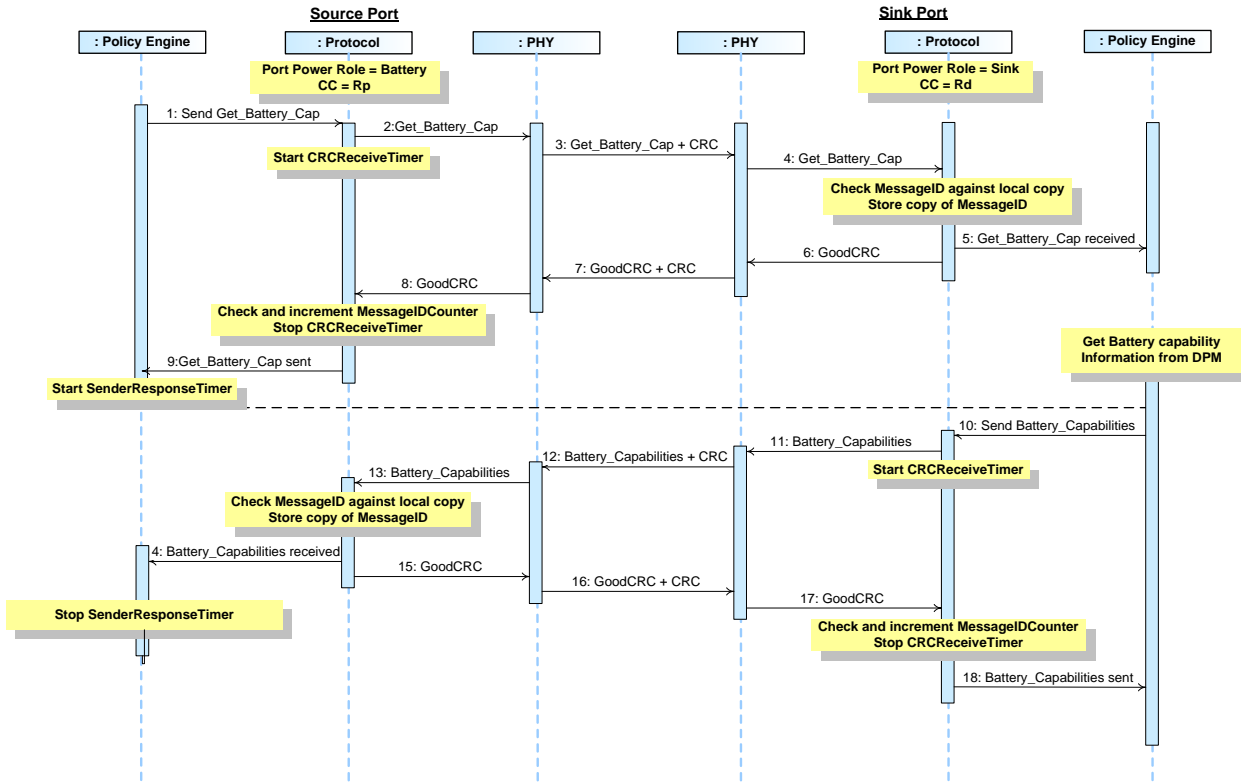 Source Port
Sink Port
: Policy Engine
: Protocol
: PHY
: PHY
: Protocol
: Policy Engine
Port Power Role = Battery
CC = Rp
Port Power Role = Sink
CC = Rd
1: Send Get_Battery_Cap
2:Get_Battery_Cap
Start CRCReceiveTimer
3: Get_Battery_Cap + CRC
4: Get_Battery_Cap
Check MessageID against local copy
Store copy of MessageID
5: Get_Battery_Cap received
6: GoodCRC
7: GoodCRC + CRC
8: GoodCRC
Check and increment MessageIDCounter
Stop CRCReceiveTimer
9:Get_Battery_Cap sent
Start SenderResponseTimer
Get Battery capability
Information from DPM
10: Send Battery_Capabilities
11: Battery_Capabilities
Start CRCReceiveTimer
12: Battery_Capabilities + CRC
13: Battery_Capabilities
Check MessageID against local copy
Store copy of MessageID
4: Battery_Capabilities received
15: GoodCRC
16: GoodCRC + CRC
17: GoodCRC
Stop SenderResponseTimer
Check and increment MessageIDCounter
Stop CRCReceiveTimer
18: Battery_Capabilities sent